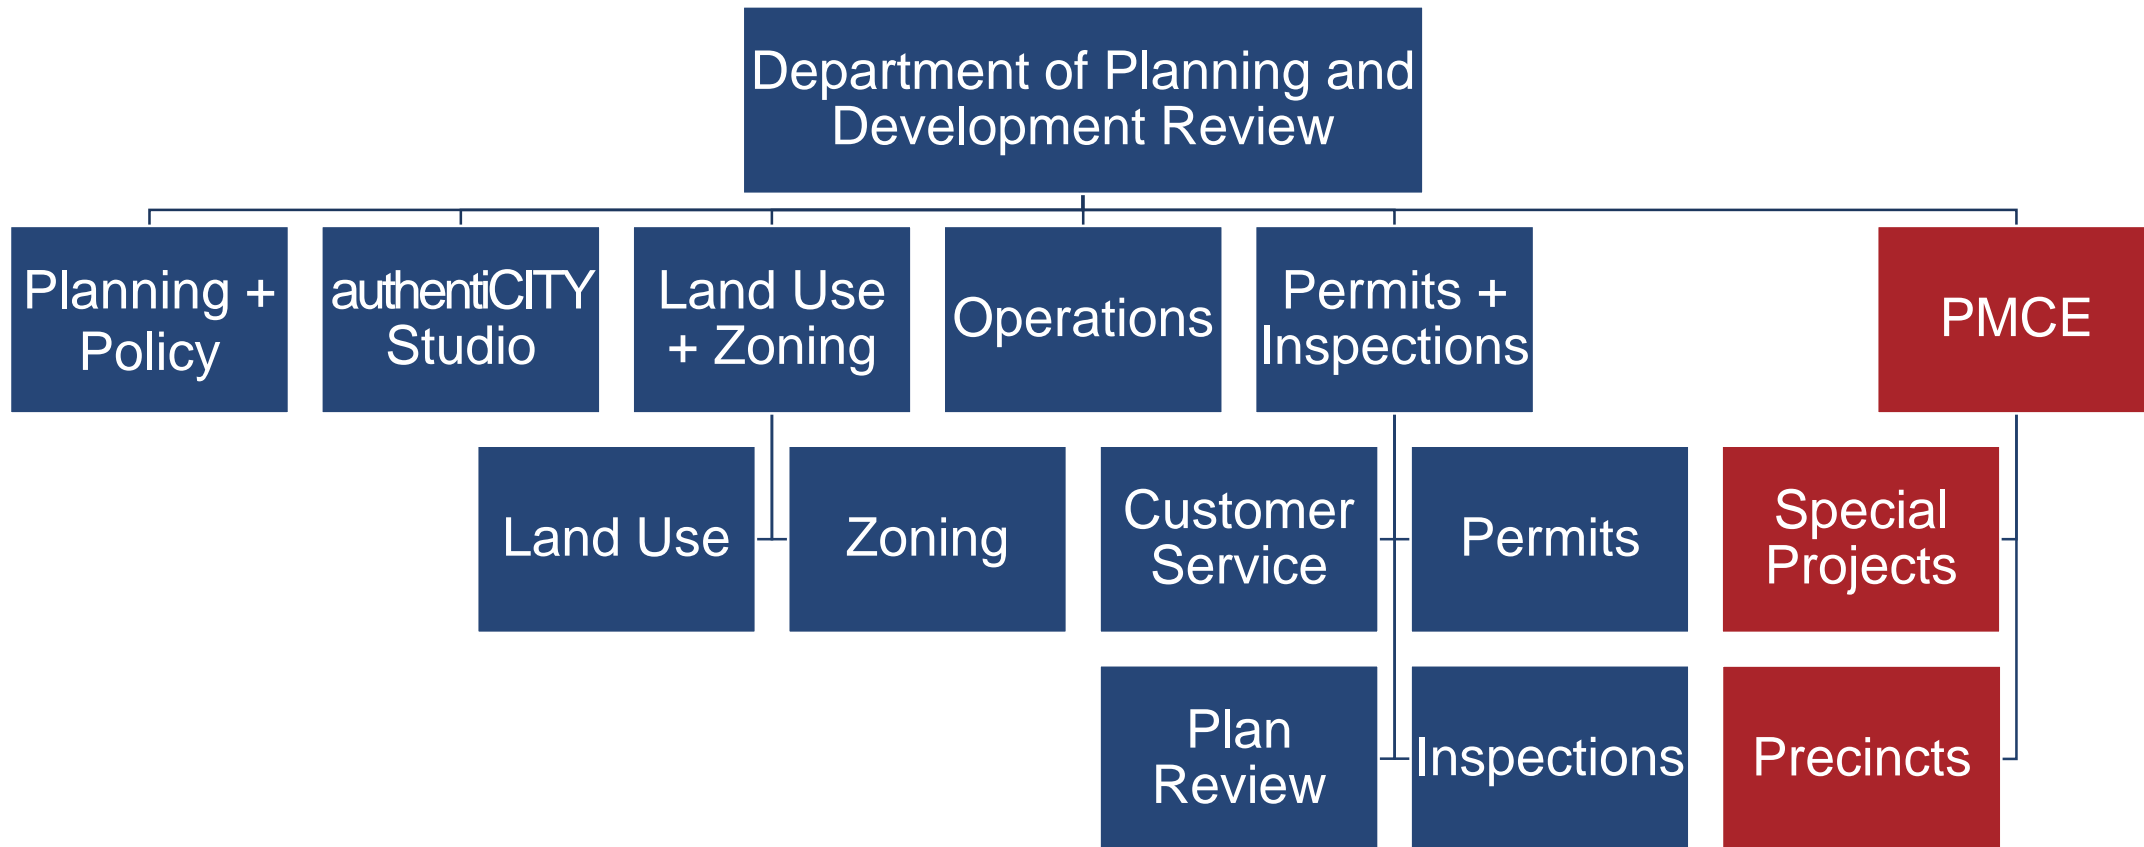 Department of Planning and
Development Review
Planning +
Policy
authentiCITY
Studio
Land Use
+ Zoning
Operations
Permits +
Inspections
PMCE
Land Use
Zoning
Customer
Service
Permits
Special
Projects
Plan
Review
Inspections
Precincts